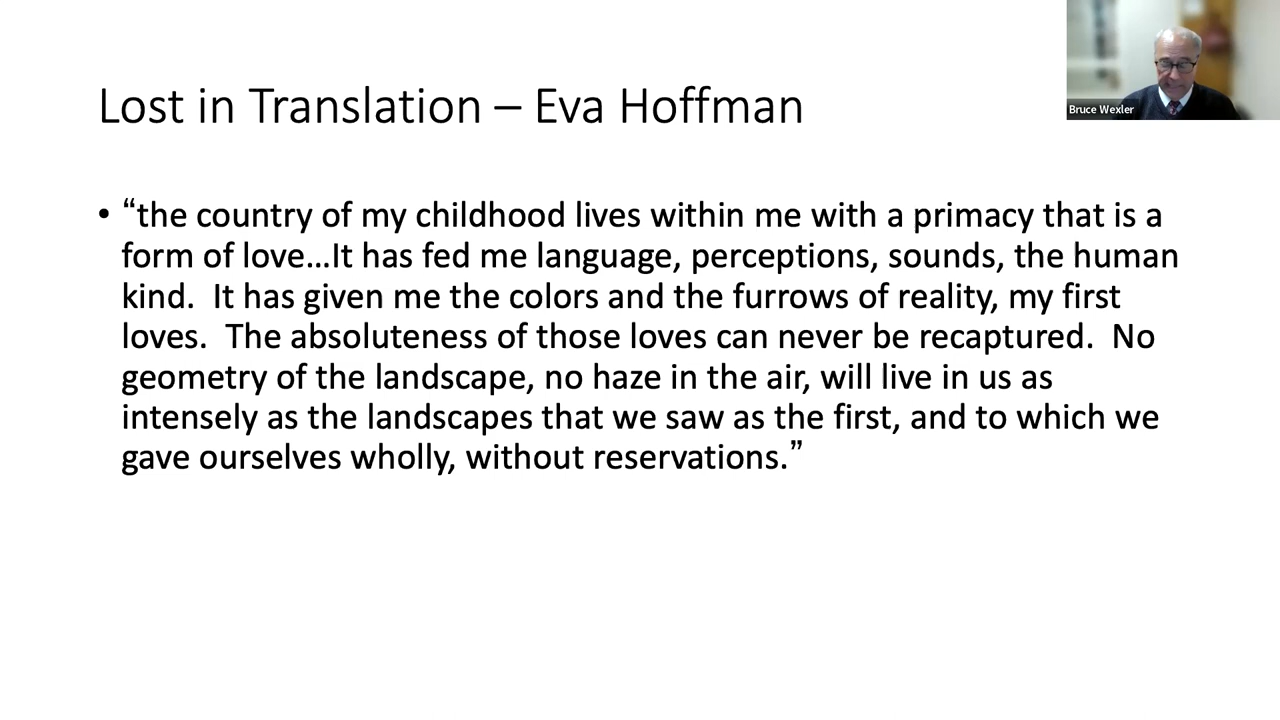 Lost in Translation – Eva Hoffman
Bruce Wexler
• “the country of my childhood lives within me with a primacy that is a
form of love…It has fed me language, perceptions, sounds, the human
kind.  It has given me the colors and the furrows of reality, my first
loves.  The absoluteness of those loves can never be recaptured.  No
geometry of the landscape, no haze in the air, will live in us as
intensely as the landscapes that we saw as the first, and to which we
gave ourselves wholly, without reservations.”